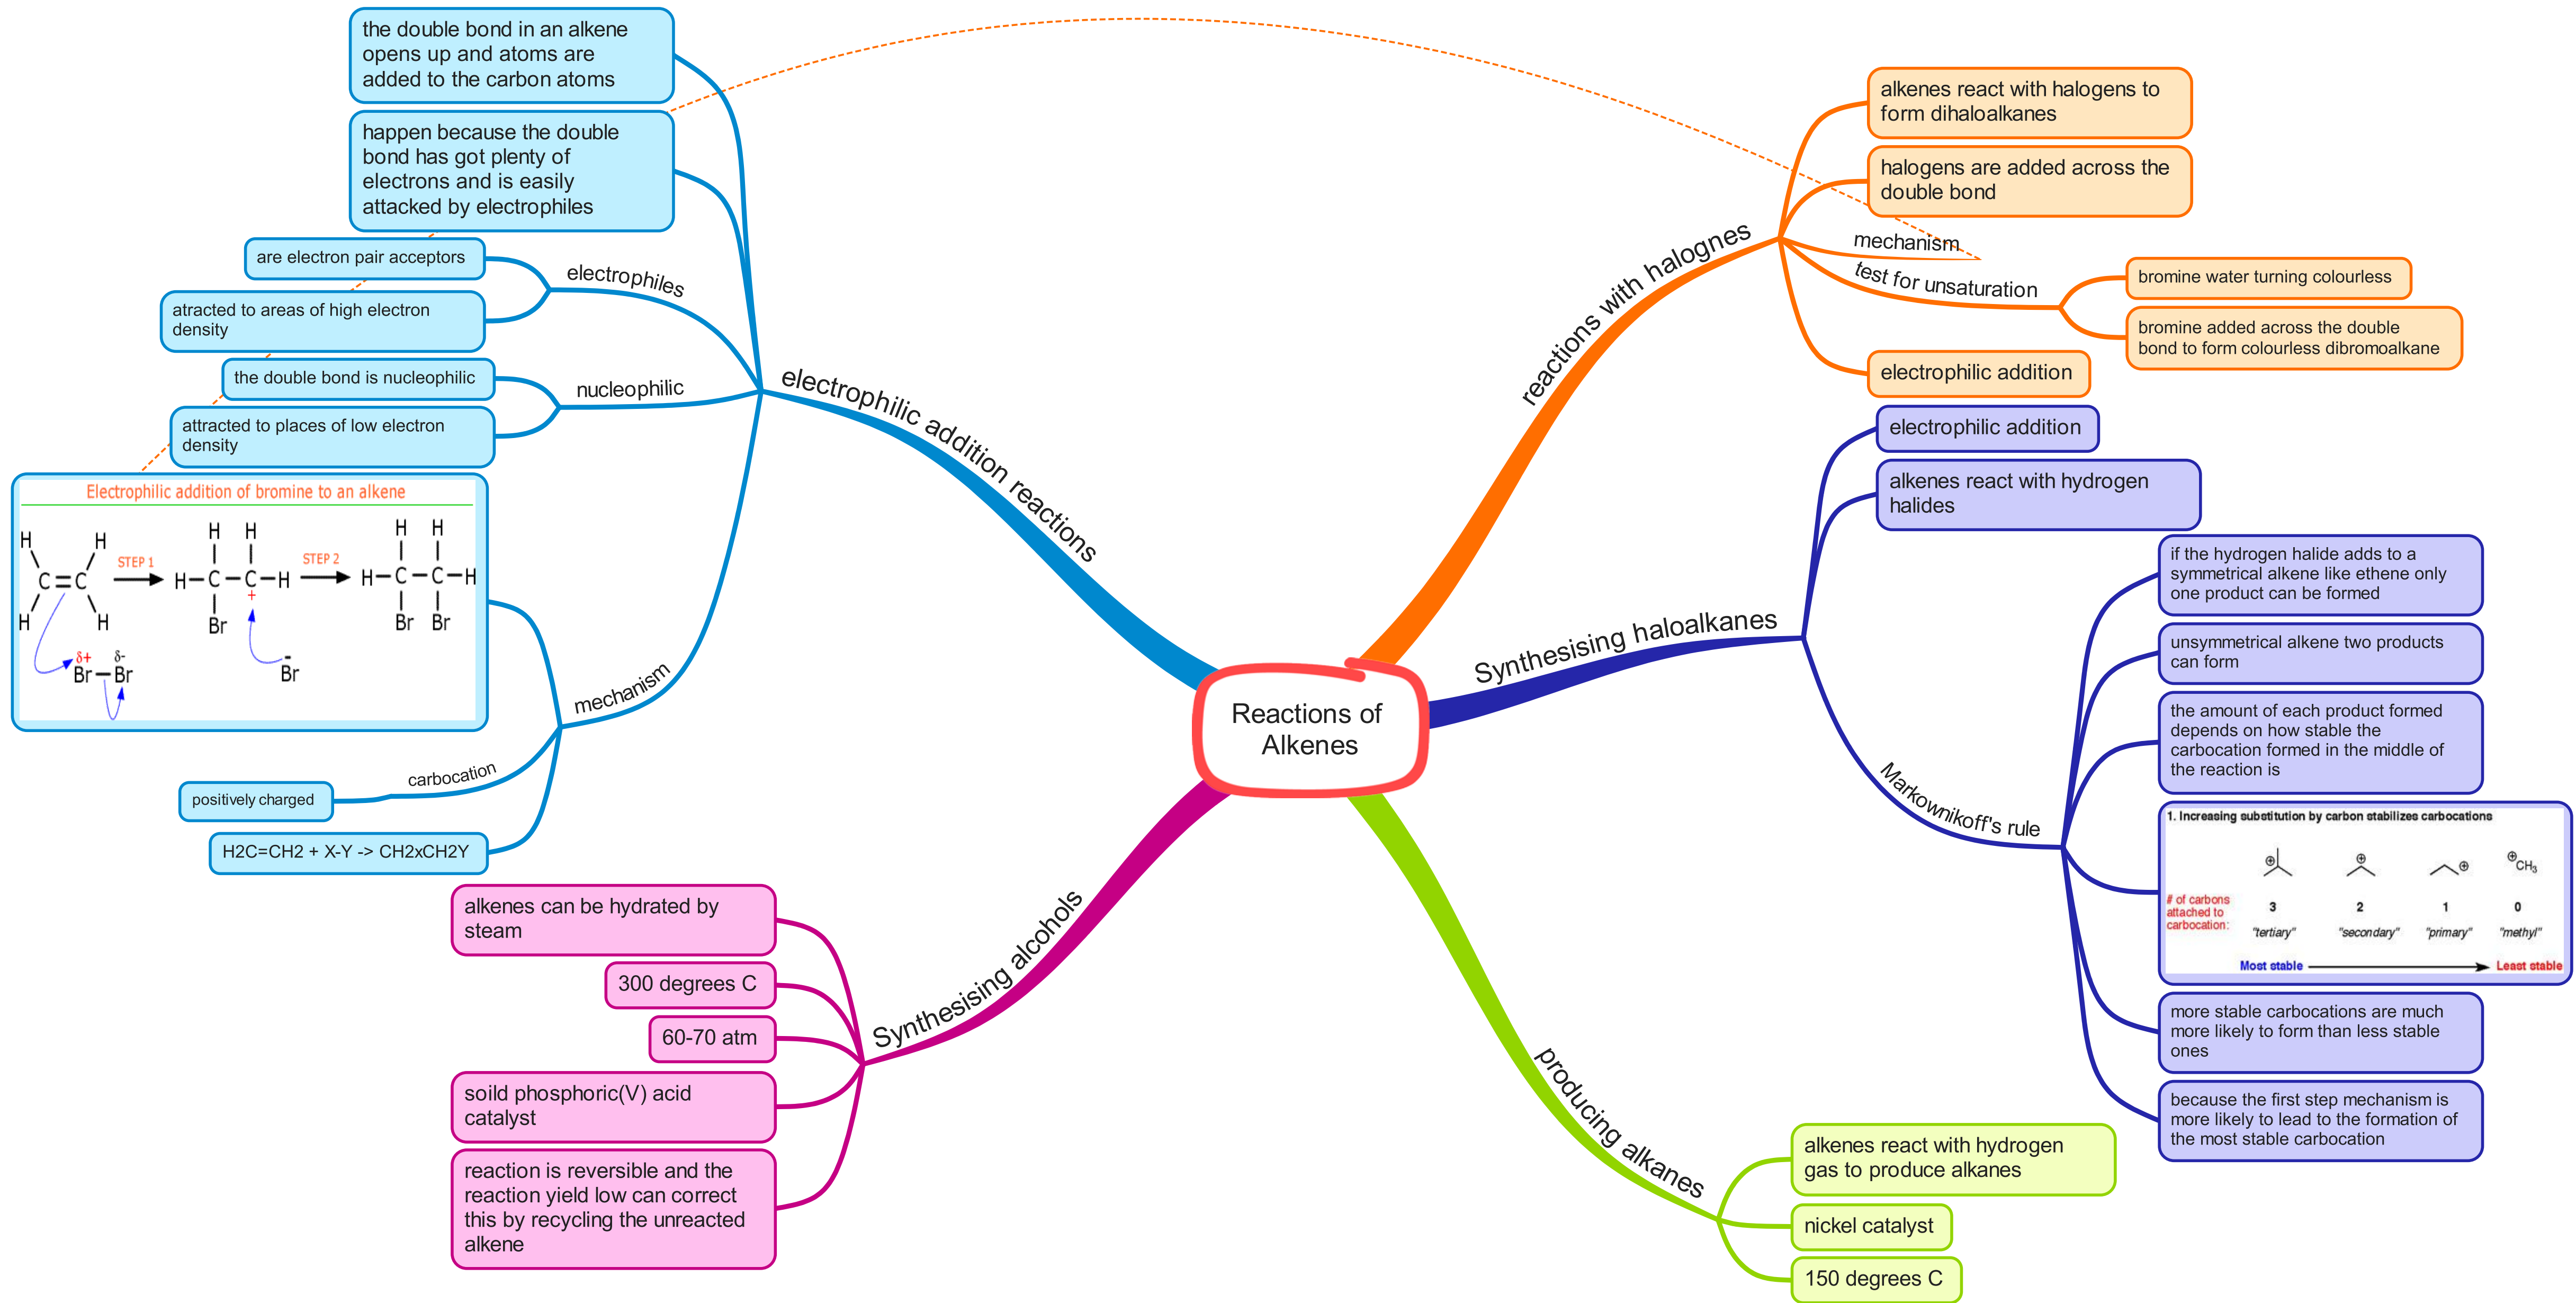 Reactions of
Alkenes
electrophilic addition reactions
the double bond in an alkene
opens up and atoms are
added to the carbon atoms
happen because the double
bond has got plenty of
electrons and is easily
attacked by electrophiles
electrophiles
are electron pair acceptors
atracted to areas of high electron
density
nucleophilic
the double bond is nucleophilic
attracted to places of low electron
density
mechanism
Electrophilic addition of bromine to an alkene
H H H H H H
STEP 1 STEP 2
C=C H-C-C-H H-C-C-H
+
H H Br Br Br
δ+ δ- -
Br-Br Br
carbocation
positively charged
H2C=CH2 + X-Y -> CH2xCH2Y
Synthesising alcohols
alkenes can be hydrated by
steam
300 degrees C
60-70 atm
soild phosphoric(V) acid
catalyst
reaction is reversible and the
reaction yield low can correct
this by recycling the unreacted
alkene
reactions with halognes
alkenes react with halogens to
form dihaloalkanes
halogens are added across the
double bond
mechanism
test for unsaturation
bromine water turning colourless
bromine added across the double
bond to form colourless dibromoalkane
electrophilic addition
Synthesising haloalkanes
electrophilic addition
alkenes react with hydrogen
halides
Markownikoff's rule
if the hydrogen halide adds to a
symmetrical alkene like ethene only
one product can be formed
unsymmetrical alkene two products
can form
the amount of each product formed
depends on how stable the
carbocation formed in the middle of
the reaction is
1. Increasing substitution by carbon stabilizes carbocations
⊕ ⊕ ⊕ ⊕CH3
# of carbons
attached to
carbocation:
3 2 1 0
"tertiary" "secondary" "primary" "methyl"
Most stable Least stable
more stable carbocations are much
more likely to form than less stable
ones
because the first step mechanism is
more likely to lead to the formation of
the most stable carbocation
producing alkanes
alkenes react with hydrogen
gas to produce alkanes
nickel catalyst
150 degrees C